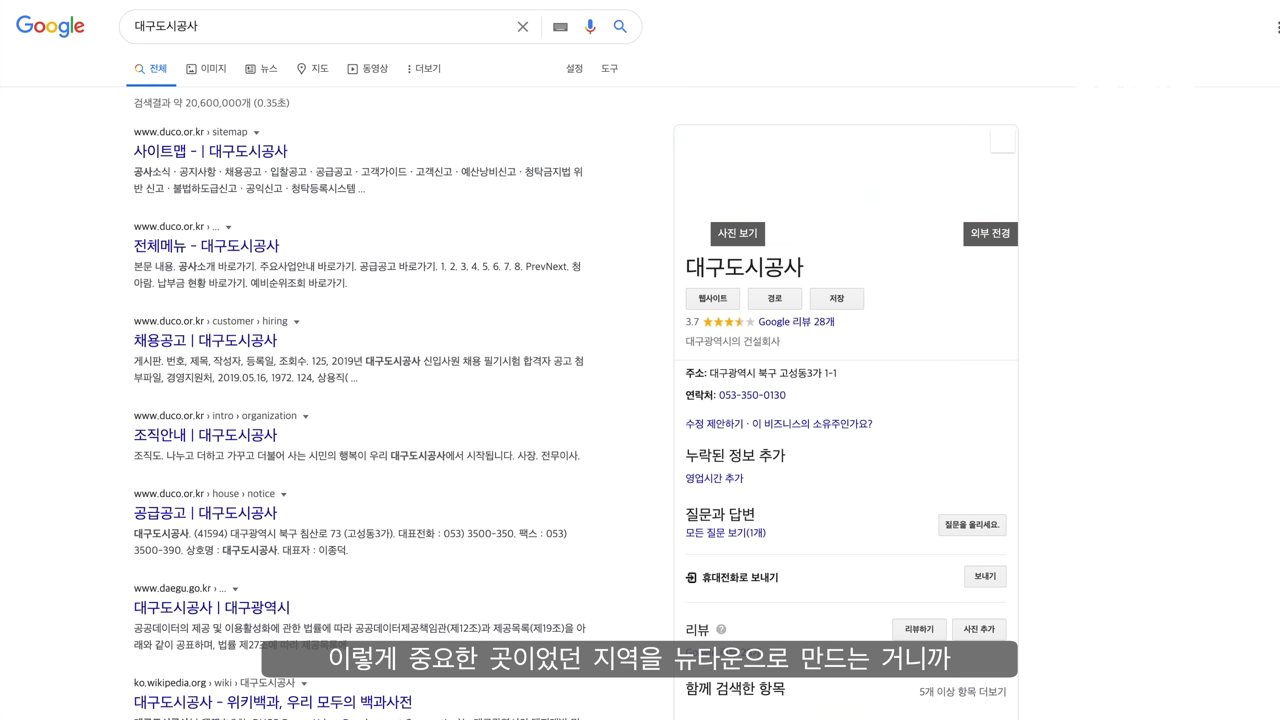 Google
대구도시공사
전체 이미지 뉴스 지도 동영상 더보기 설정 도구
검색결과 약 20,600,000개 (0.35초)
www.duco.or.kr › sitemap
사이트맵 - | 대구도시공사
공사소식 · 공지사항 · 채용공고 · 입찰공고 · 공급공고 · 고객가이드 · 고객신고 · 예산낭비신고 · 청탁금지법 위
반 신고 · 불법하도급신고 · 공익신고 · 청탁등록시스템 ...
www.duco.or.kr › ...
전체메뉴 - 대구도시공사
본문 내용. 공사소개 바로가기. 주요사업안내 바로가기. 공급공고 바로가기. 1. 2. 3. 4. 5. 6. 7. 8. PrevNext. 청
아람. 납부금 현황 바로가기. 예비순위조회 바로가기.
www.duco.or.kr › customer › hiring
채용공고 | 대구도시공사
게시판. 번호, 제목, 작성자, 등록일, 조회수. 125, 2019년 대구도시공사 신입사원 채용 필기시험 합격자 공고 첨
부파일, 경영지원처, 2019.05.16, 1972. 124, 상용직( ...
www.duco.or.kr › intro › organization
조직안내 | 대구도시공사
조직도. 나누고 더하고 가꾸고 더불어 사는 시민의 행복이 우리 대구도시공사에서 시작됩니다. 사장. 전무이사.
www.duco.or.kr › house › notice
공급공고 | 대구도시공사
대구도시공사. (41594) 대구광역시 북구 침산로 73 (고성동3가). 대표전화 : 053) 3500-350. 팩스 : 053)
3500-390. 상호명 : 대구도시공사. 대표자 : 이종덕.
www.daegu.go.kr › ...
대구도시공사 | 대구광역시
공공데이터의 제공 및 이용활성화에 관한 법률에 따라 공공데이터제공책임관(제12조)과 제공목록(제19조)을 아
래와 같이 공표하며, 법률 제27조에 따라 제공목록에
ko.wikipedia.org › wiki › 대구도시공사
대구도시공사 - 위키백과, 우리 모두의 백과사전
사진 보기 외부 전경
대구도시공사
웹사이트 경로 저장
3.7 Google 리뷰 28개
대구광역시의 건설회사
주소: 대구광역시 북구 고성동3가 1-1
연락처: 053-350-0130
수정 제안하기 · 이 비즈니스의 소유주인가요?
누락된 정보 추가
영업시간 추가
질문과 답변
모든 질문 보기(1개)
질문을 올리세요.
휴대전화로 보내기 보내기
리뷰 리뷰하기 사진 추가
함께 검색한 항목 5개 이상 항목 더보기
이렇게 중요한 곳이었던 지역을 뉴타운으로 만드는 거니까